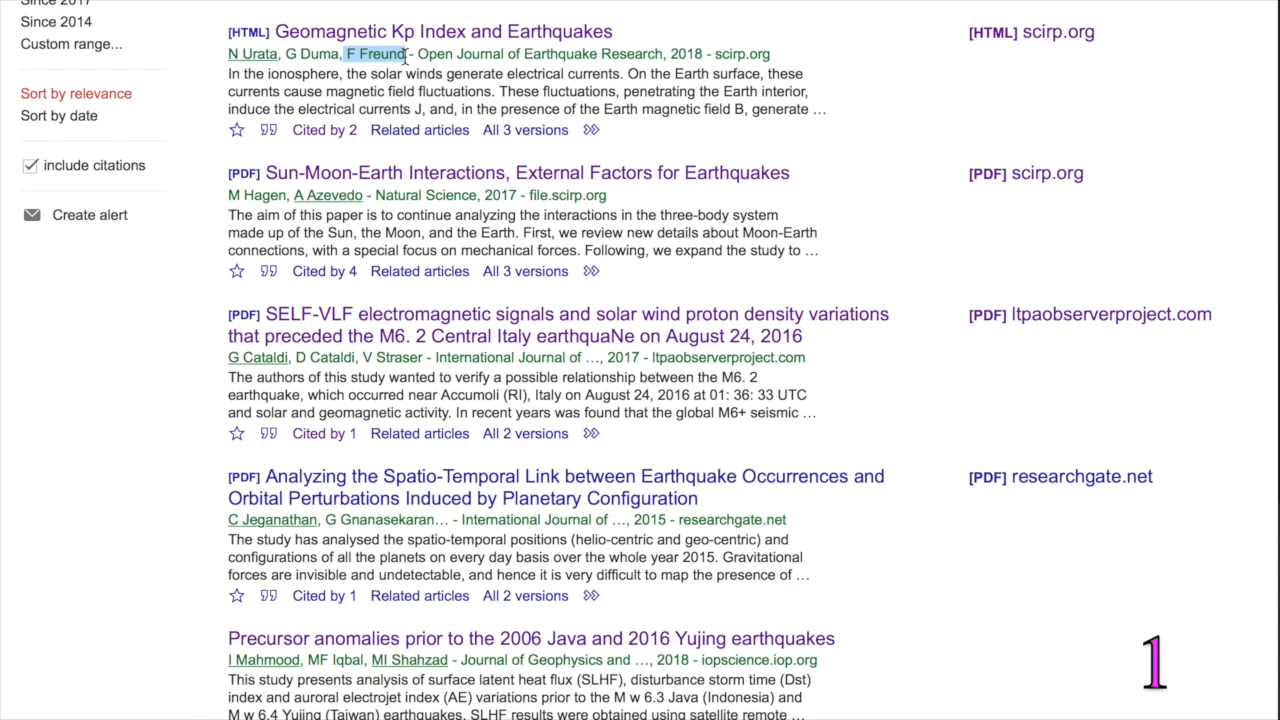 Since 2017
Since 2014
Custom range...
Sort by relevance
Sort by date
include citations
Create alert
[HTML] Geomagnetic Kp Index and Earthquakes
[HTML] scirp.org
N Urata, G Duma, F Freund - Open Journal of Earthquake Research, 2018 - scirp.org
In the ionosphere, the solar winds generate electrical currents. On the Earth surface, these
currents cause magnetic field fluctuations. These fluctuations, penetrating the Earth interior,
induce the electrical currents J, and, in the presence of the Earth magnetic field B, generate …
Cited by 2 Related articles All 3 versions
[PDF] Sun-Moon-Earth Interactions, External Factors for Earthquakes
[PDF] scirp.org
M Hagen, A Azevedo - Natural Science, 2017 - file.scirp.org
The aim of this paper is to continue analyzing the interactions in the three-body system
made up of the Sun, the Moon, and the Earth. First, we review new details about Moon-Earth
connections, with a special focus on mechanical forces. Following, we expand the study to …
Cited by 4 Related articles All 3 versions
[PDF] SELF-VLF electromagnetic signals and solar wind proton density variations
that preceded the M6. 2 Central Italy earthquaNe on August 24, 2016
[PDF] ltpaobserverproject.com
G Cataldi, D Cataldi, V Straser - International Journal of …, 2017 - ltpaobserverproject.com
The authors of this study wanted to verify a possible relationship between the M6. 2
earthquake, which occurred near Accumoli (RI), Italy on August 24, 2016 at 01: 36: 33 UTC
and solar and geomagnetic activity. In recent years was found that the global M6+ seismic …
Cited by 1 Related articles All 2 versions
[PDF] Analyzing the Spatio-Temporal Link between Earthquake Occurrences and
Orbital Perturbations Induced by Planetary Configuration
[PDF] researchgate.net
C Jeganathan, G Gnanasekaran… - International Journal of …, 2015 - researchgate.net
The study has analysed the spatio-temporal positions (helio-centric and geo-centric) and
configurations of all the planets on every day basis over the whole year 2015. Gravitational
forces are invisible and undetectable, and hence it is very difficult to map the presence of …
Cited by 1 Related articles All 2 versions
Precursor anomalies prior to the 2006 Java and 2016 Yujing earthquakes
I Mahmood, MF Iqbal, MI Shahzad - Journal of Geophysics and …, 2018 - iopscience.iop.org
This study presents analysis of surface latent heat flux (SLHF), disturbance storm time (Dst)
index and auroral electrojet index (AE) variations prior to the M w 6.3 Java (Indonesia) and
M w 6.4 Yujing (Taiwan) earthquakes. SLHF results were obtained using satellite remote …
1